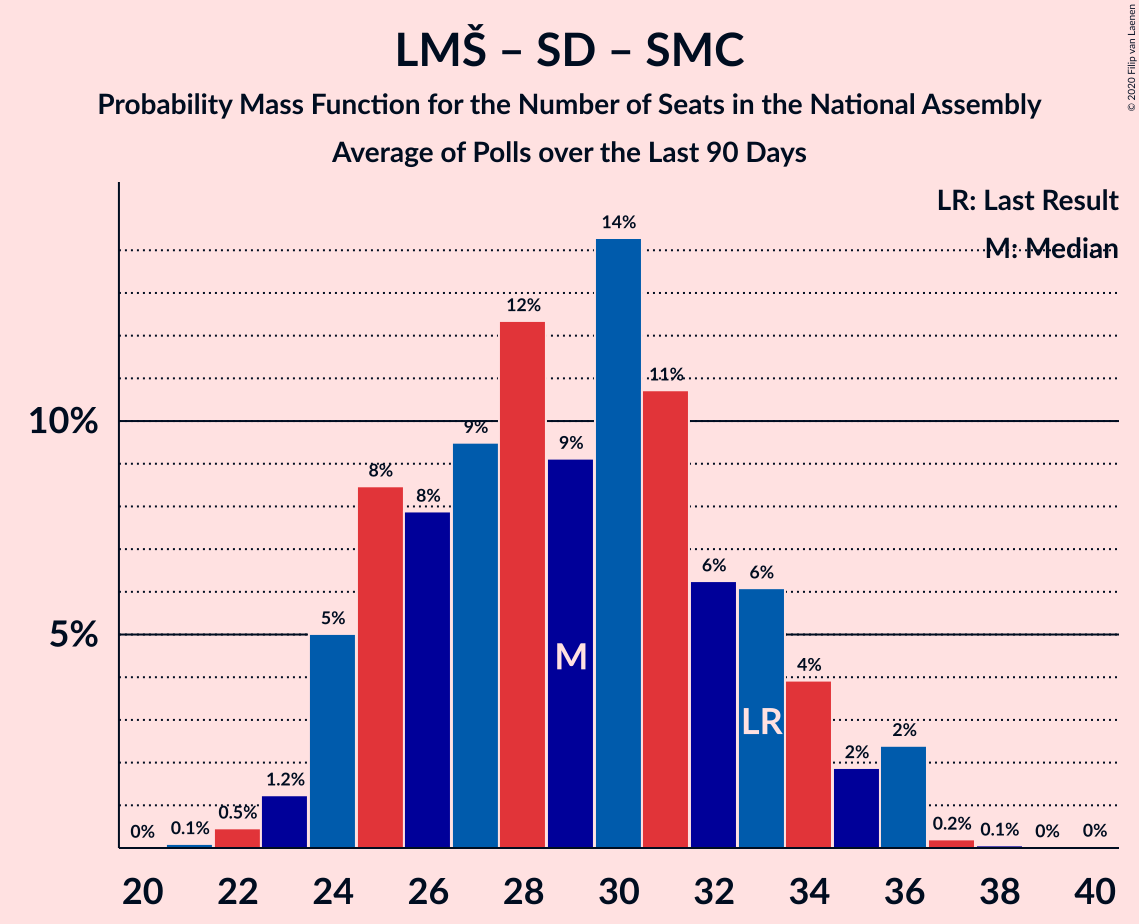 LMŠ – SD – SMC
Probability Mass Function for the Number of Seats in the National Assembly
Average of Polls over the Last 90 Days
© 2020 Filip van Laenen
LR: Last Result
M: Median
10%
5%
0%
0.1%
0.5%
1.2%
5%
8%
8%
9%
12%
9%
14%
11%
6%
6%
4%
2%
2%
0.2%
0.1%
0%
0%
M
LR
20 22 24 26 28 30 32 34 36 38 40